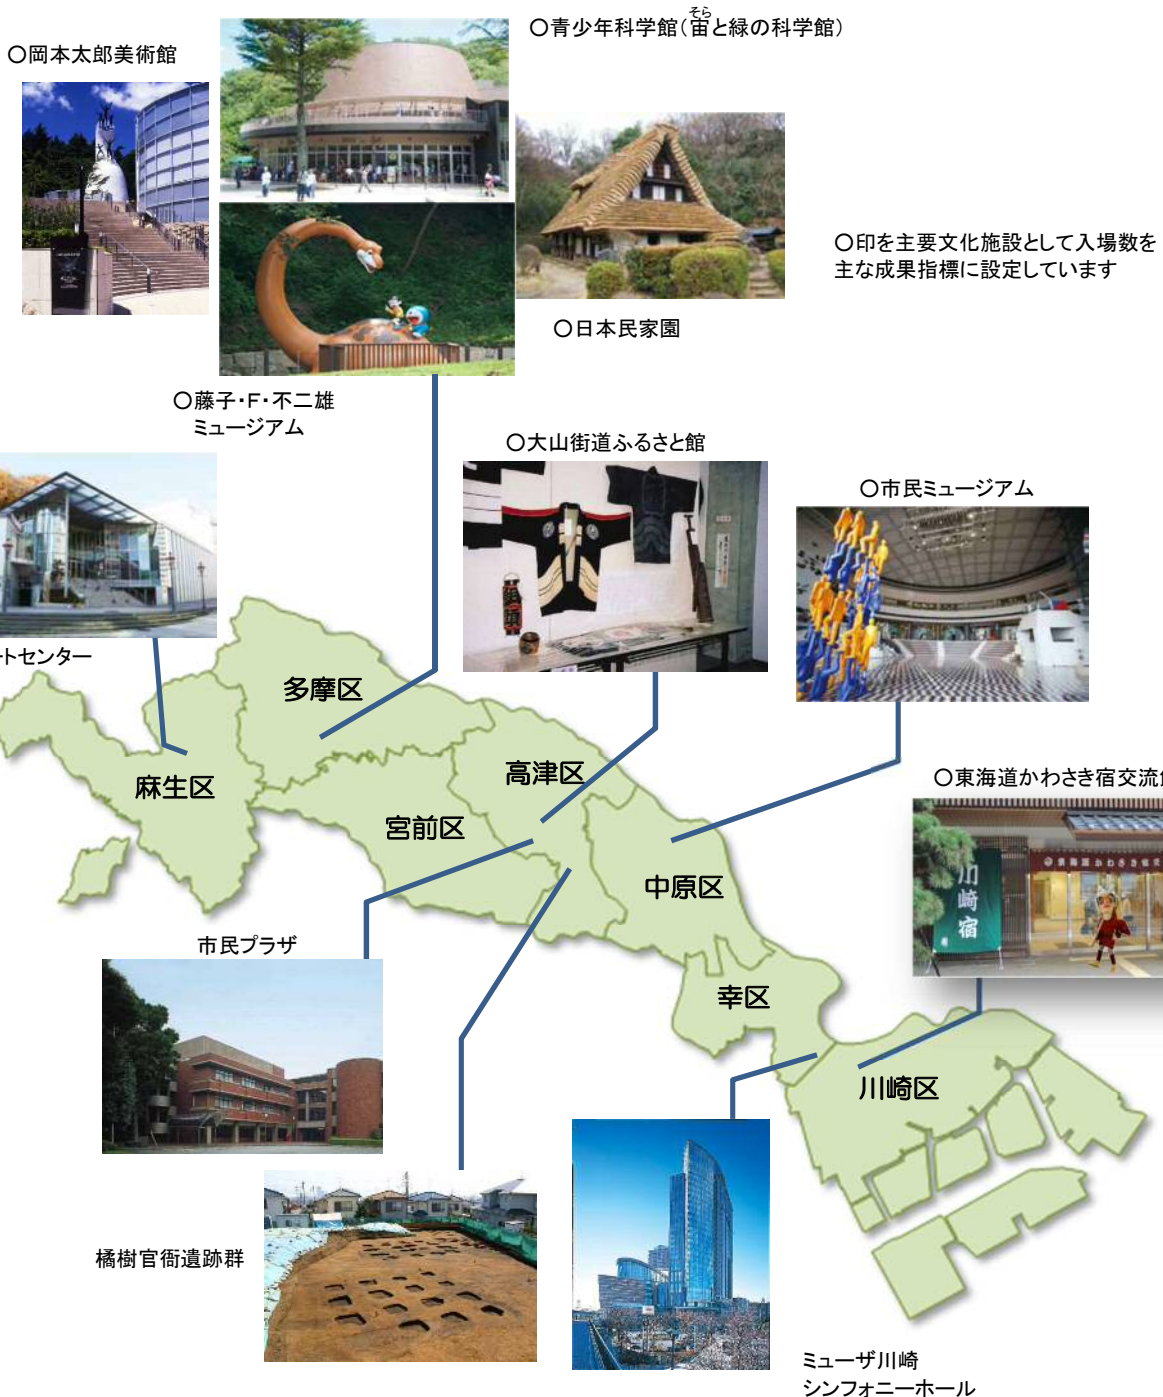 ○青少年科学館(宙と緑の科学館)
そら
○岡本太郎美術館
○印を主要文化施設として入場数を
主な成果指標に設定しています
○日本民家園
○藤子・F・不二雄
ミュージアム
○大山街道ふるさと館
○市民ミュージアム
ートセンター
多摩区
高津区
麻生区
宮前区
○東海道かわさき宿交流館
中原区
川崎宿
市民プラザ
幸区
川崎区
橘樹官衙遺跡群
ミューザ川崎
シンフォニーホール